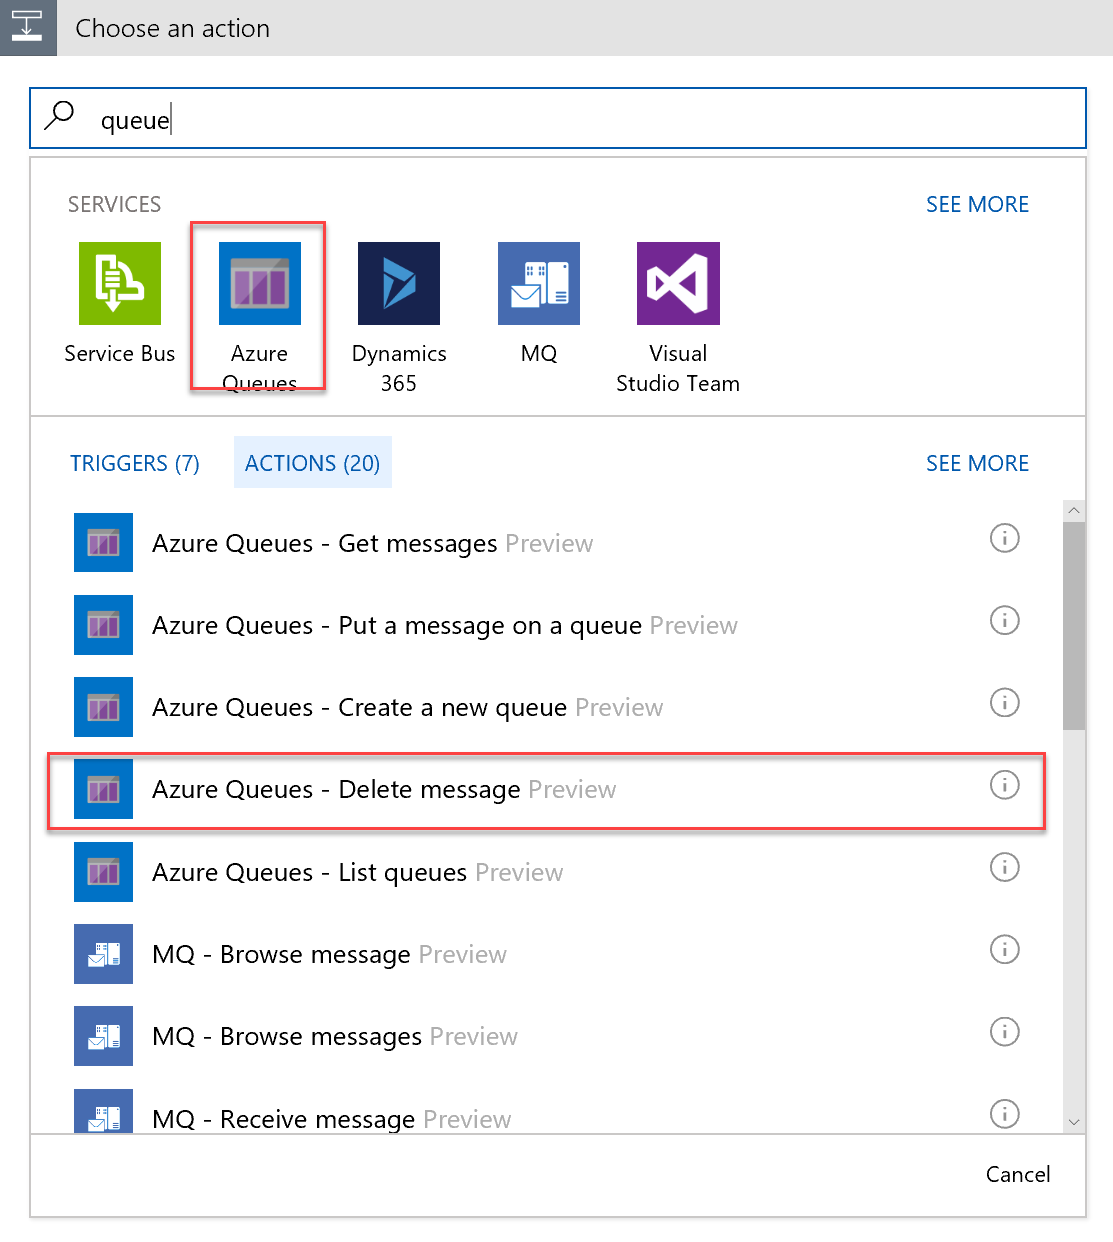 Choose an action
queue
SERVICES
SEE MORE
Service Bus
Azure
Queues
Dynamics
365
MQ
Visual
Studio Team
TRIGGERS (7)
ACTIONS (20)
SEE MORE
Azure Queues - Get messages Preview
Azure Queues - Put a message on a queue Preview
Azure Queues - Create a new queue Preview
Azure Queues - Delete message Preview
Azure Queues - List queues Preview
MQ - Browse message Preview
MQ - Browse messages Preview
MQ - Receive message Preview
Cancel